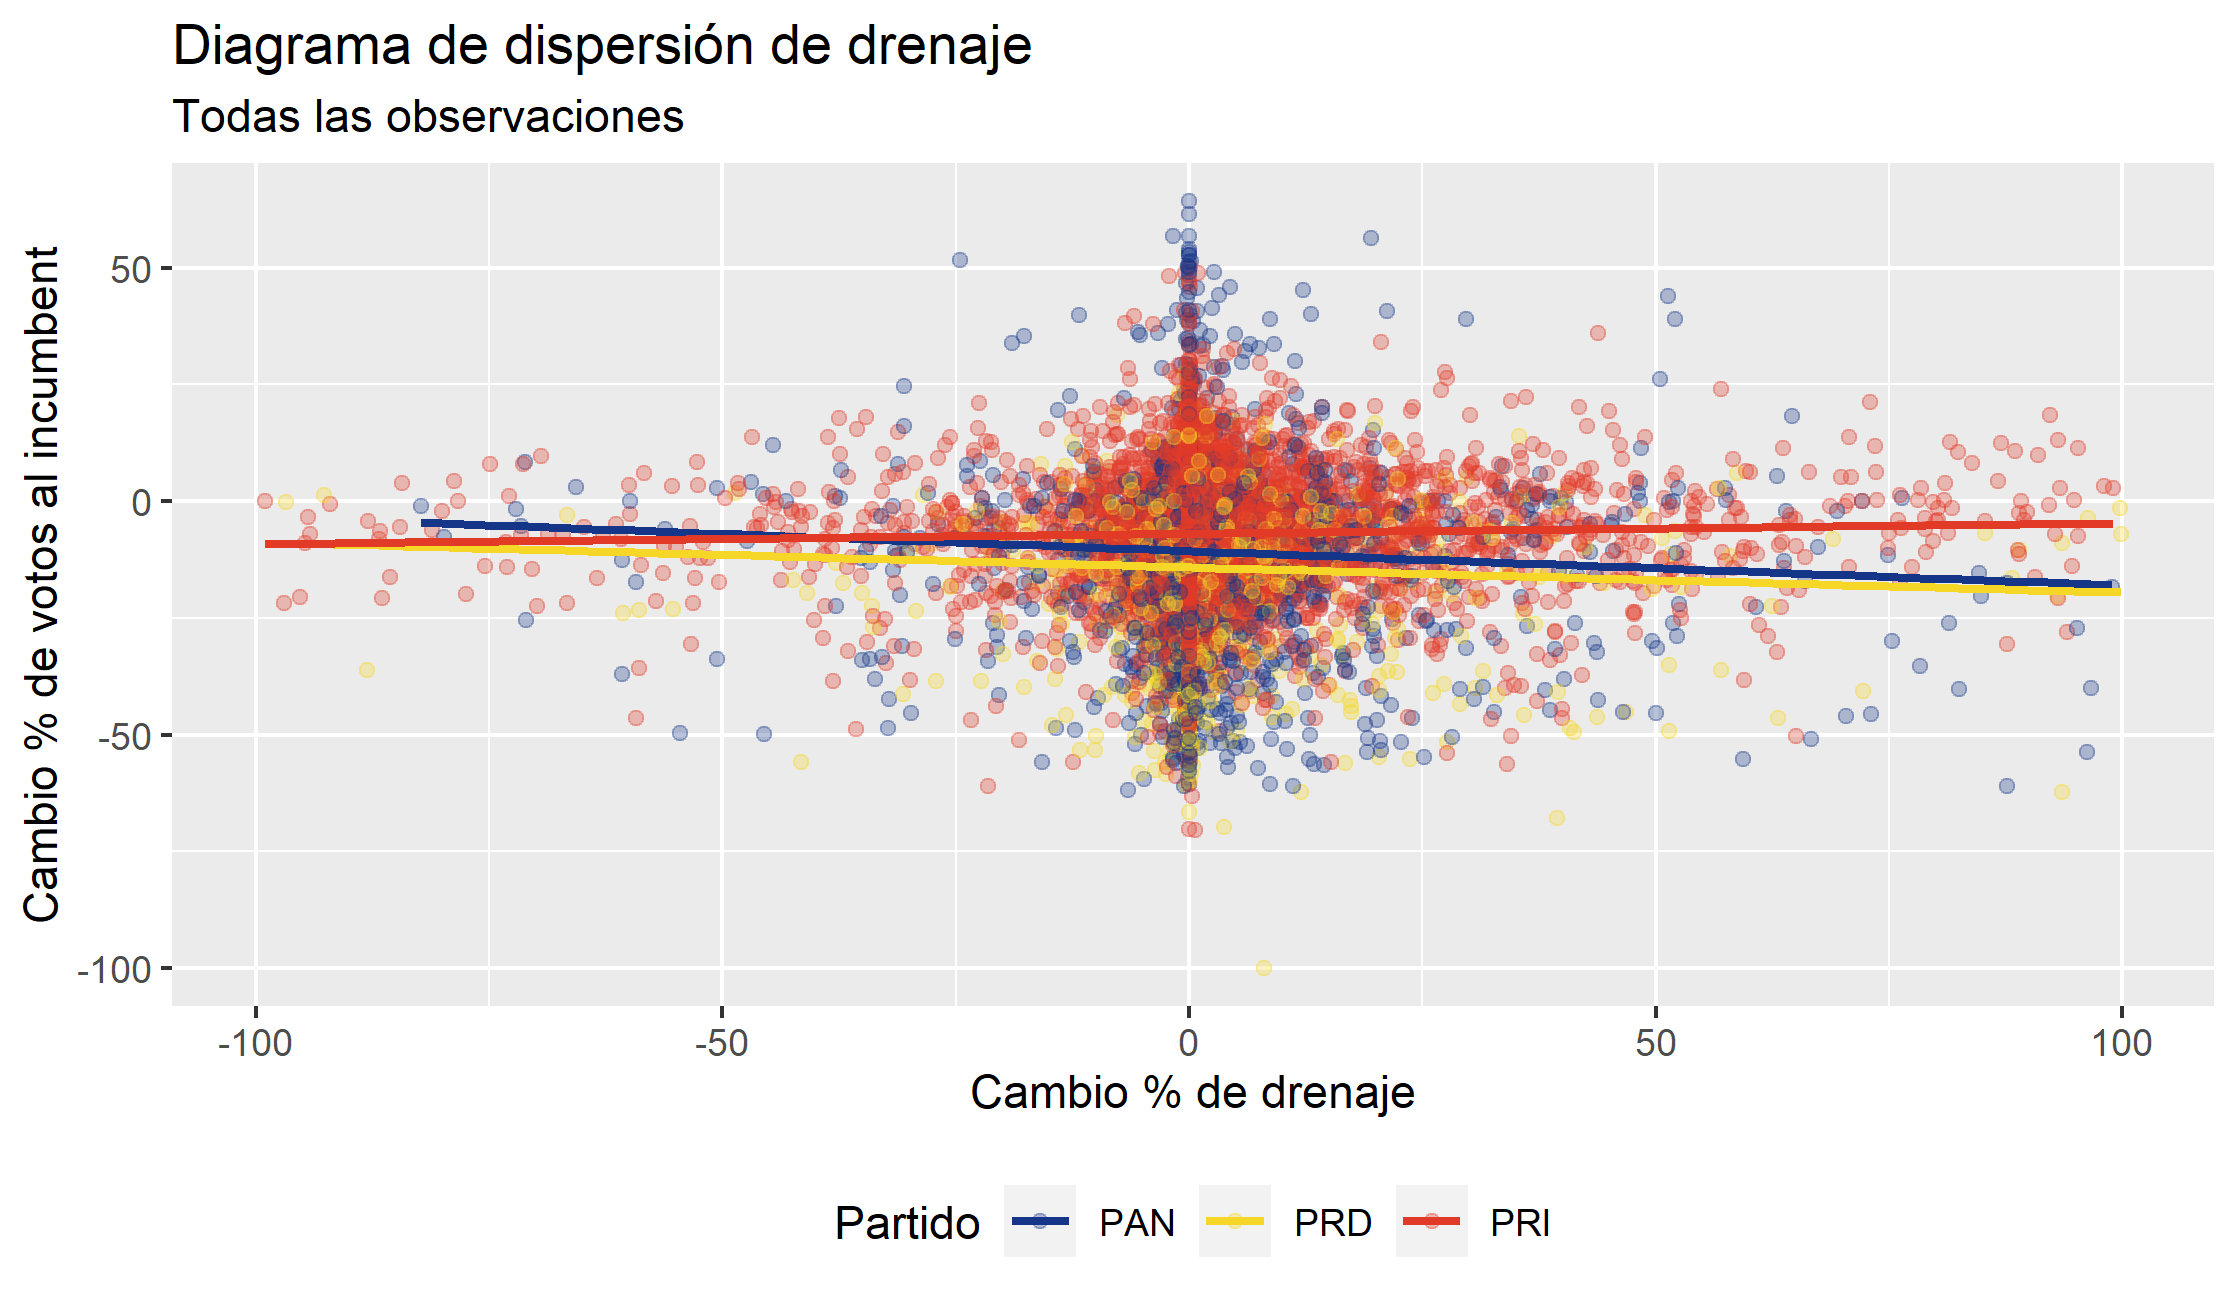 Diagrama de dispersión de drenaje
Todas las observaciones
Cambio % de votos al incumbent
50
0
-50
-100
-100 -50 0 50 100
Cambio % de drenaje
Partido PAN PRD PRI